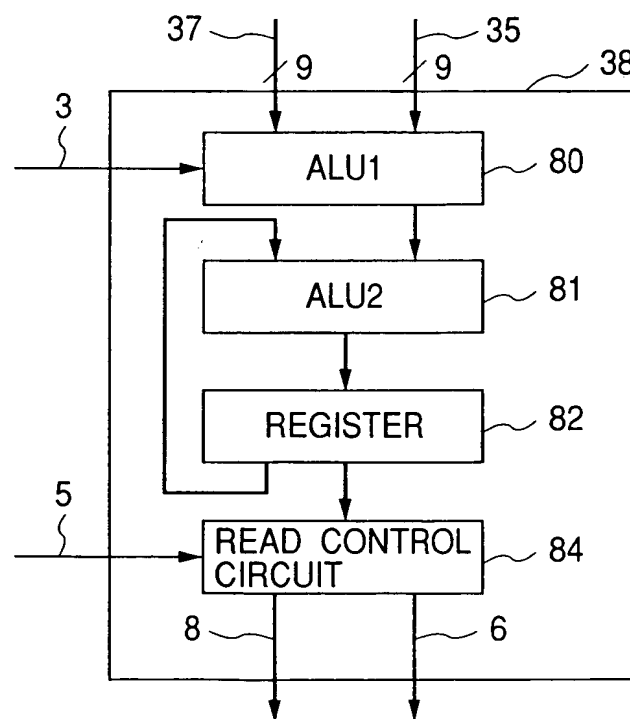 37
35
9
9
38
3
ALU1
80
ALU2
81
REGISTER
82
5
READ CONTROL
CIRCUIT
84
8
6